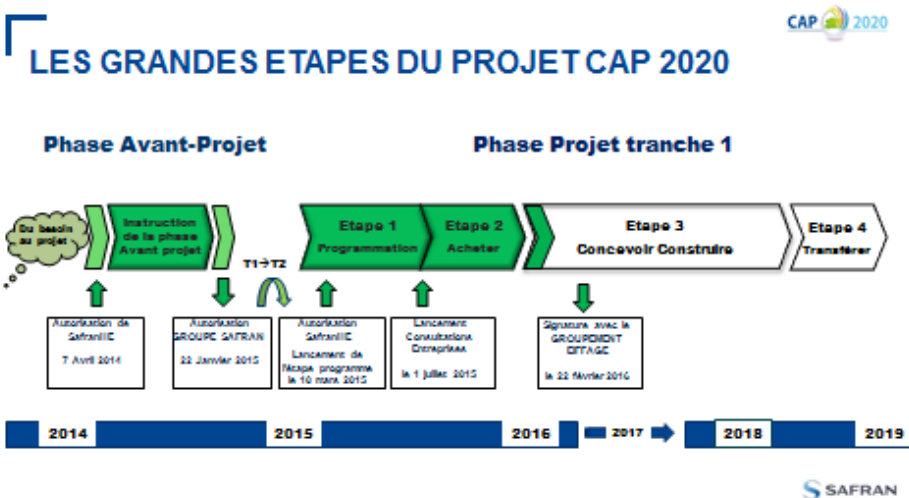 CAP 2020
LES GRANDES ETAPES DU PROJET CAP 2020
Phase Avant-Projet
Phase Projet tranche 1
Du besoin
au projet
Instruction
de la phase
Avant projet
T1→T2
Etape 1
Programmation
Etape 2
Acheter
Etape 3
Concevoir Construire
Etape 4
Transférer
Autorisation de
7 Avril 2014
Autorisation
GROUPE SAFRAN
22 Janvier 2015
Autorisation
Lancement de
l'étape programme
le 10 mars 2015
Lancement
Consultations
Entreprises
le 1 juillet 2015
Signature avec le
GROUPEMENT
EIFFAGE
le 22 février 2016
2014
2015
2016
2017
2018
2019
SAFRAN